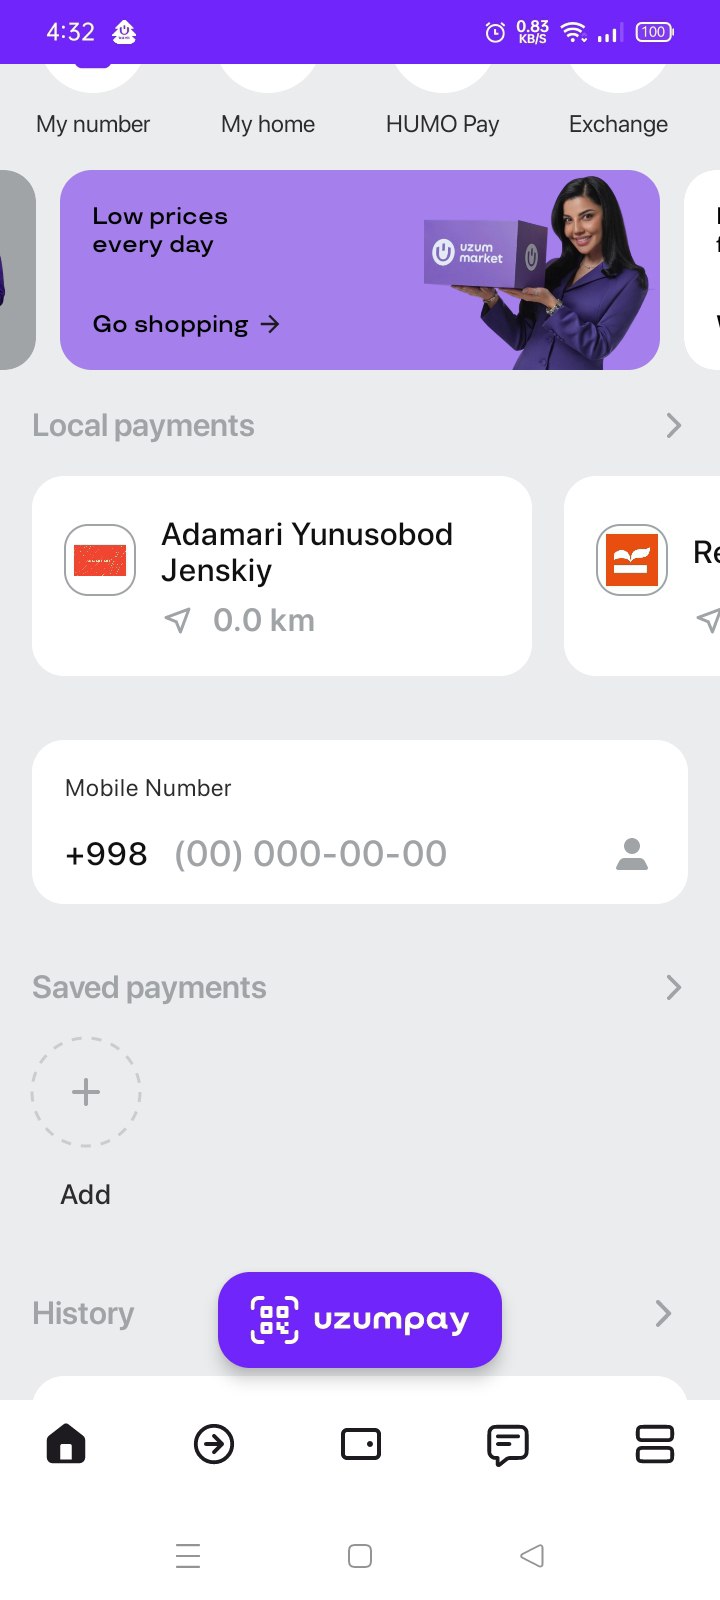 4:32
0.83
KB/S
100
My number
My home
HUMO Pay
Exchange
Low prices
every day
Go shopping →
uzum
market
Local payments
Adamari Yunusobod
Jenskiy
0.0 km
Re
Mobile Number
+998 (00) 000-00-00
Saved payments
Add
History
uzumpay